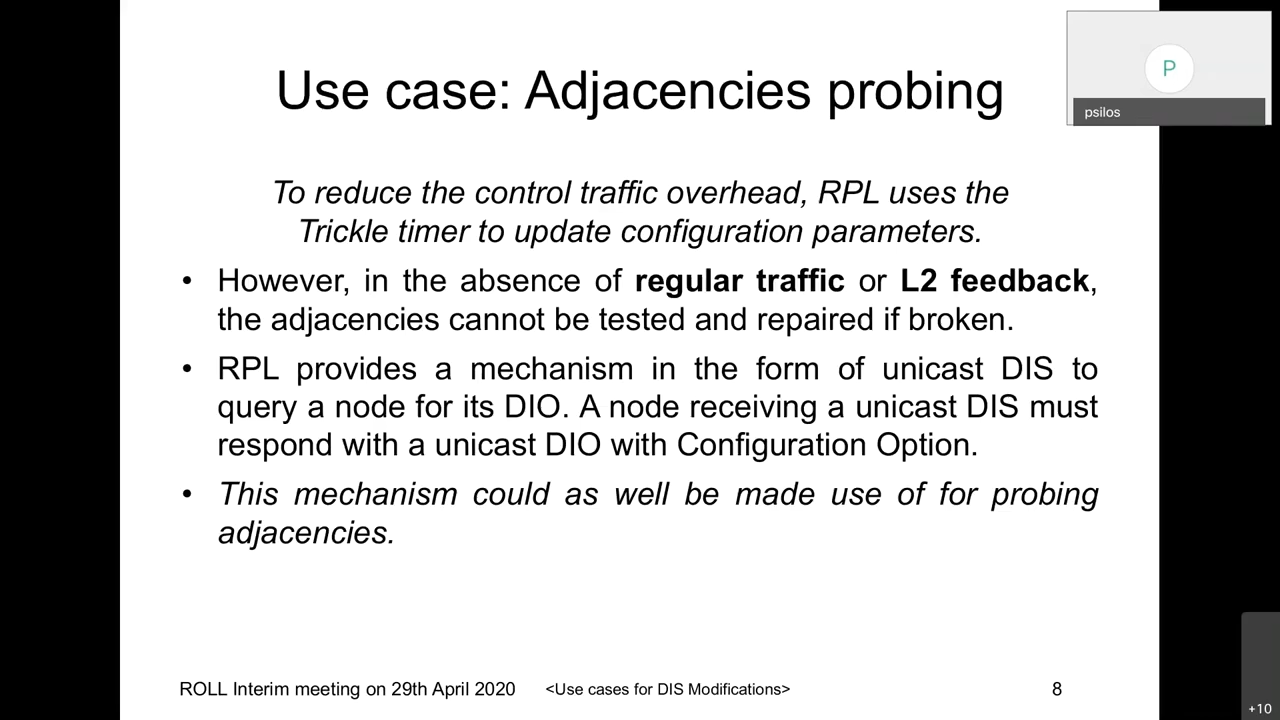 Use case: Adjacencies probing
P
psilos
To reduce the control traffic overhead, RPL uses the
Trickle timer to update configuration parameters.
• However, in the absence of regular traffic or L2 feedback,
the adjacencies cannot be tested and repaired if broken.
• RPL provides a mechanism in the form of unicast DIS to
query a node for its DIO. A node receiving a unicast DIS must
respond with a unicast DIO with Configuration Option.
• This mechanism could as well be made use of for probing
adjacencies.
ROLL Interim meeting on 29th April 2020 <Use cases for DIS Modifications> 8
+10